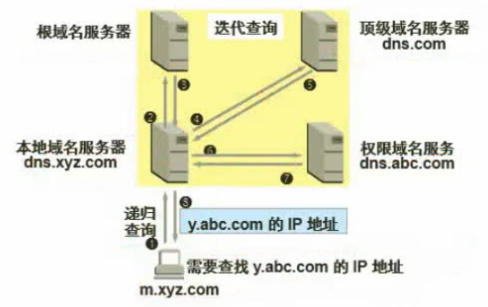 根域名服务器
迭代查询
顶级域名服务器
dns.com
❸
❷
❹
❺
本地域名服务器
dns.xyz.com
❻
权限域名服务
dns.abc.com
❼
递归
查询
❽
y.abc.com 的 IP 地址
❶
需要查找 y.abc.com 的 IP 地址
m.xyz.com